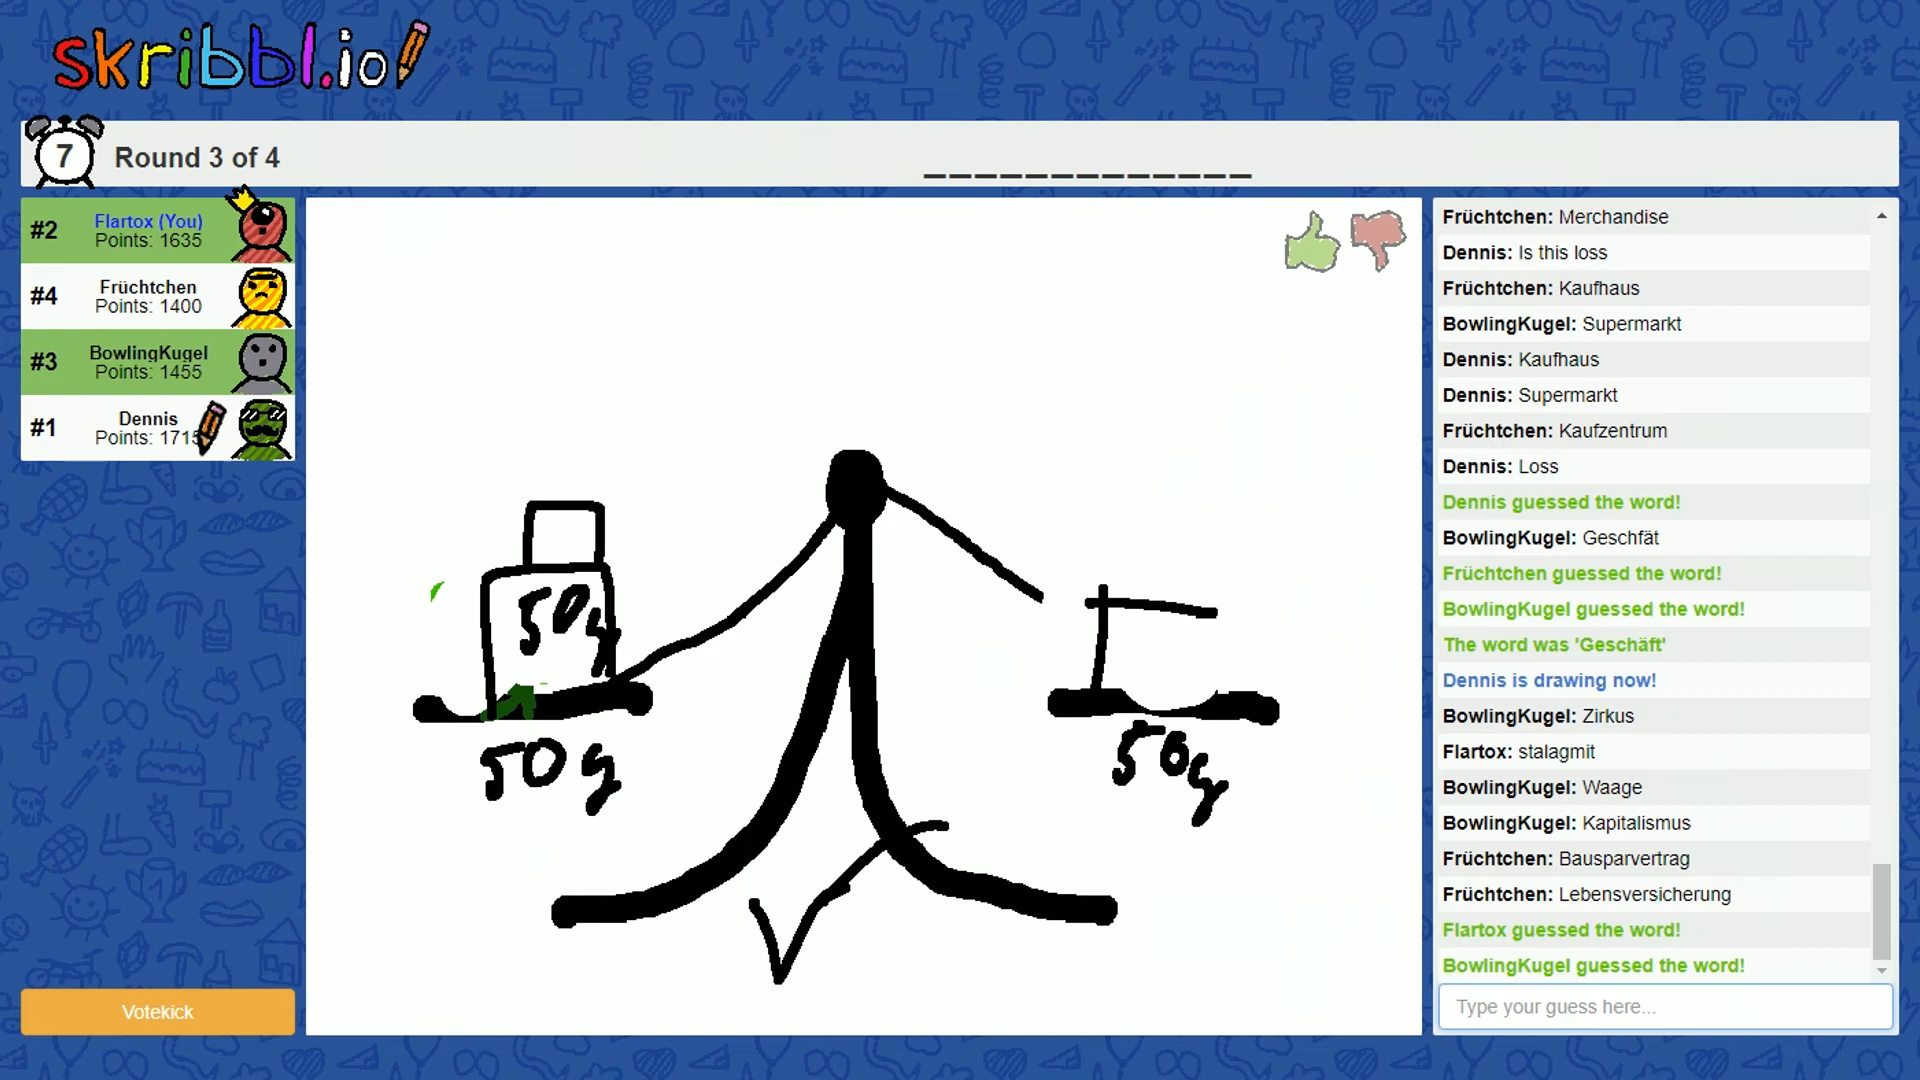 skribbl.io
7
Round 3 of 4
_ _ _ _ _ _ _ _ _ _ _ _ _ _
#2
Flartox (You)
Points: 1635
#4
Früchtchen
Points: 1400
#3
BowlingKugel
Points: 1455
#1
Dennis
Points: 1715
50g
50g
50g
Früchtchen: Merchandise
Dennis: Is this loss
Früchtchen: Kaufhaus
BowlingKugel: Supermarkt
Dennis: Kaufhaus
Dennis: Supermarkt
Früchtchen: Kaufzentrum
Dennis: Loss
Dennis guessed the word!
BowlingKugel: Geschfät
Früchtchen guessed the word!
BowlingKugel guessed the word!
The word was 'Geschäft'
Dennis is drawing now!
BowlingKugel: Zirkus
Flartox: stalagmit
BowlingKugel: Waage
BowlingKugel: Kapitalismus
Früchtchen: Bausparvertrag
Früchtchen: Lebensversicherung
Flartox guessed the word!
BowlingKugel guessed the word!
Type your guess here...
Votekick